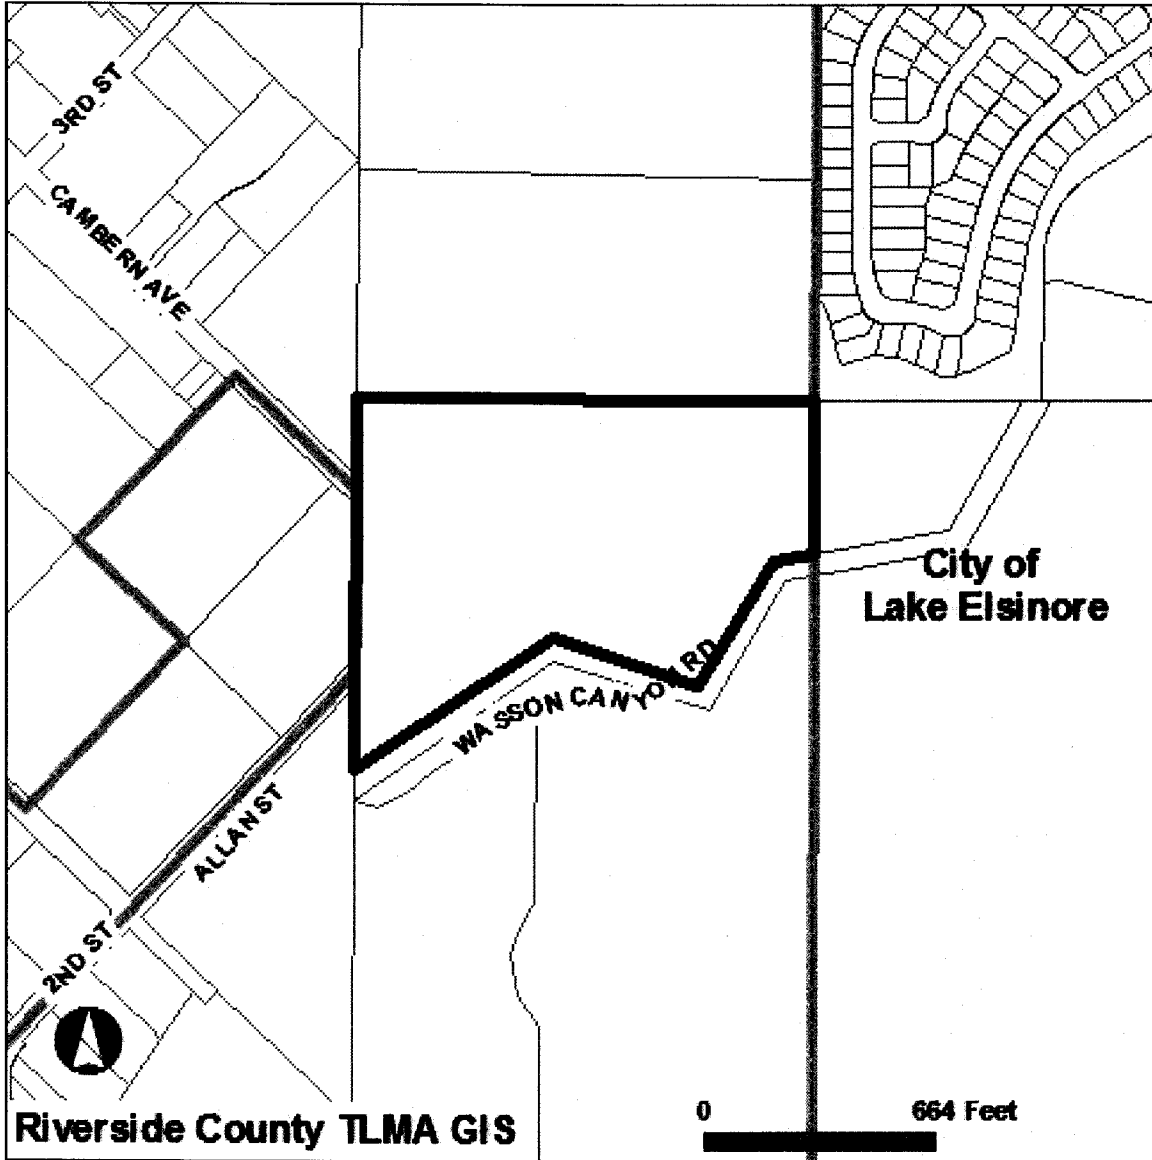 3RD ST
CAMBERN AVE
City of
Lake Elsinore
WASSON CANYON RD
ALLAN ST
2ND ST
0 664 Feet
Riverside County TLMA GIS